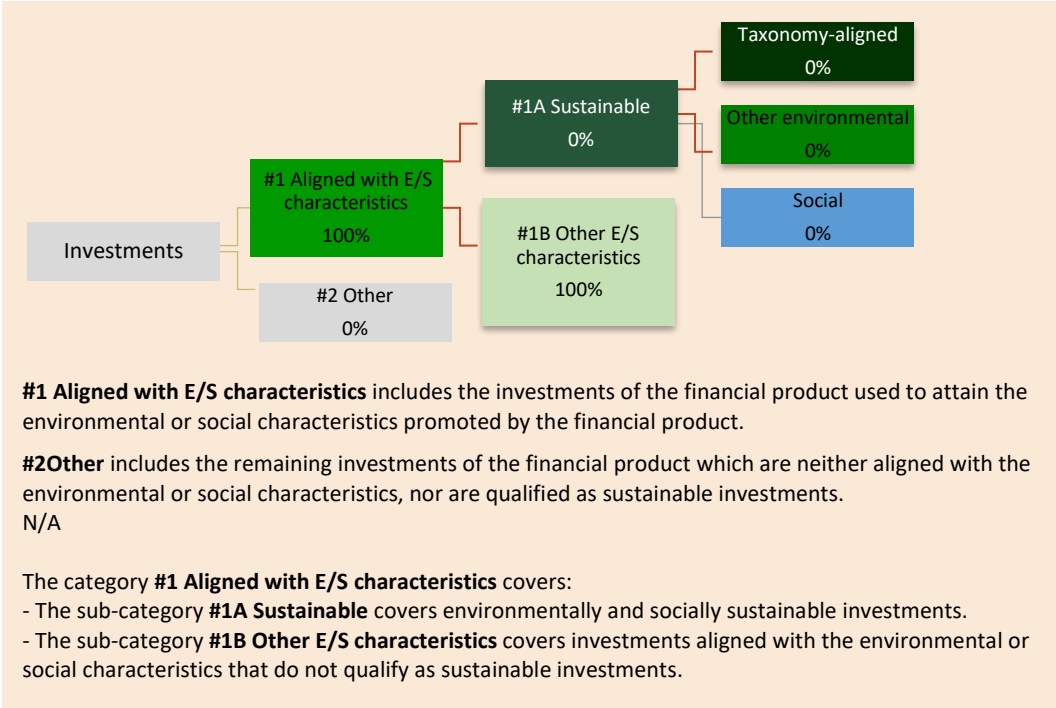 Taxonomy-aligned
0%
#1A Sustainable
0%
Other environmental
0%
#1 Aligned with E/S
characteristics
100%
Social
0%
#1B Other E/S
characteristics
100%
Investments
#2 Other
0%
#1 Aligned with E/S characteristics includes the investments of the financial product used to attain the
environmental or social characteristics promoted by the financial product.
#2Other includes the remaining investments of the financial product which are neither aligned with the
environmental or social characteristics, nor are qualified as sustainable investments.
N/A
The category #1 Aligned with E/S characteristics covers:
- The sub-category #1A Sustainable covers environmentally and socially sustainable investments.
- The sub-category #1B Other E/S characteristics covers investments aligned with the environmental or
social characteristics that do not qualify as sustainable investments.